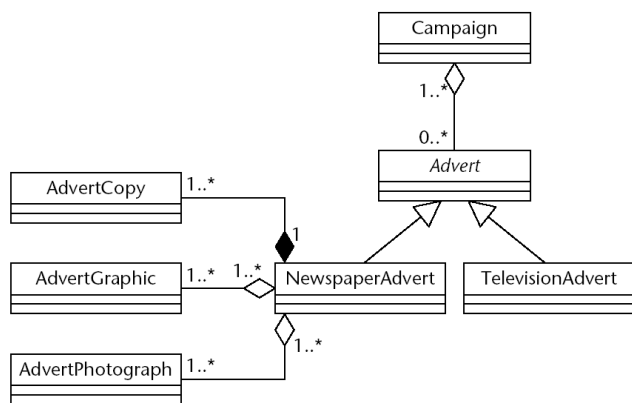 Campaign
1..*
0..*
Advert
AdvertCopy
1..*
1
AdvertGraphic
1..*
1..*
NewspaperAdvert
TelevisionAdvert
AdvertPhotograph
1..*
1..*